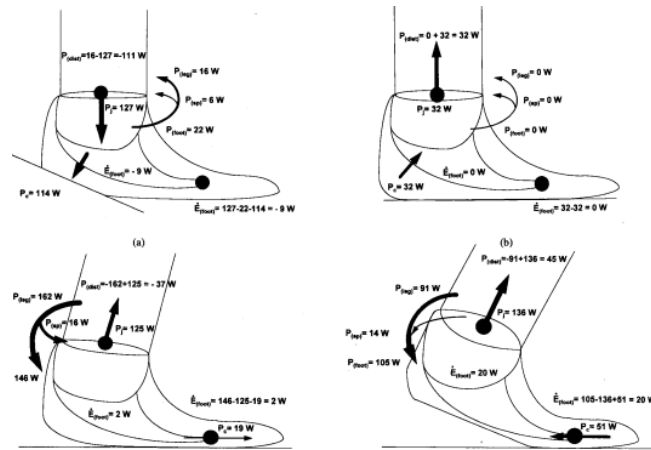 P(dist)= 16-127=-111 W
P(leg)= 16 W
P(ap)= 6 W
Pj= 127 W
P(foot)= 22 W
Ė(foot)= - 9 W
Pc= 114 W
Ė(foot)= 127-22-114= - 9 W
(a)
P(dist)= 0 + 32 = 32 W
P(leg)= 0 W
P(ap)= 0 W
Pj= 32 W
P(foot)= 0 W
Ė(foot)= 0 W
Pc= 32 W
Ė(foot)= 32-32= 0 W
(b)
P(dist)=-162+125 = - 37 W
P(leg)= 162 W
P(ap)= 16 W
Pj= 125 W
146 W
Ė(foot)= 146-125-19 = 2 W
Ė(foot)= 2 W
Pc= 19 W
P(dist)=-91+136 = 45 W
P(leg)= 91 W
Pj= 136 W
P(ap)= 14 W
P(foot)= 105 W
Ė(foot)= 20 W
Ė(foot)= 105-136+51 = 20 W
Pc= 51 W